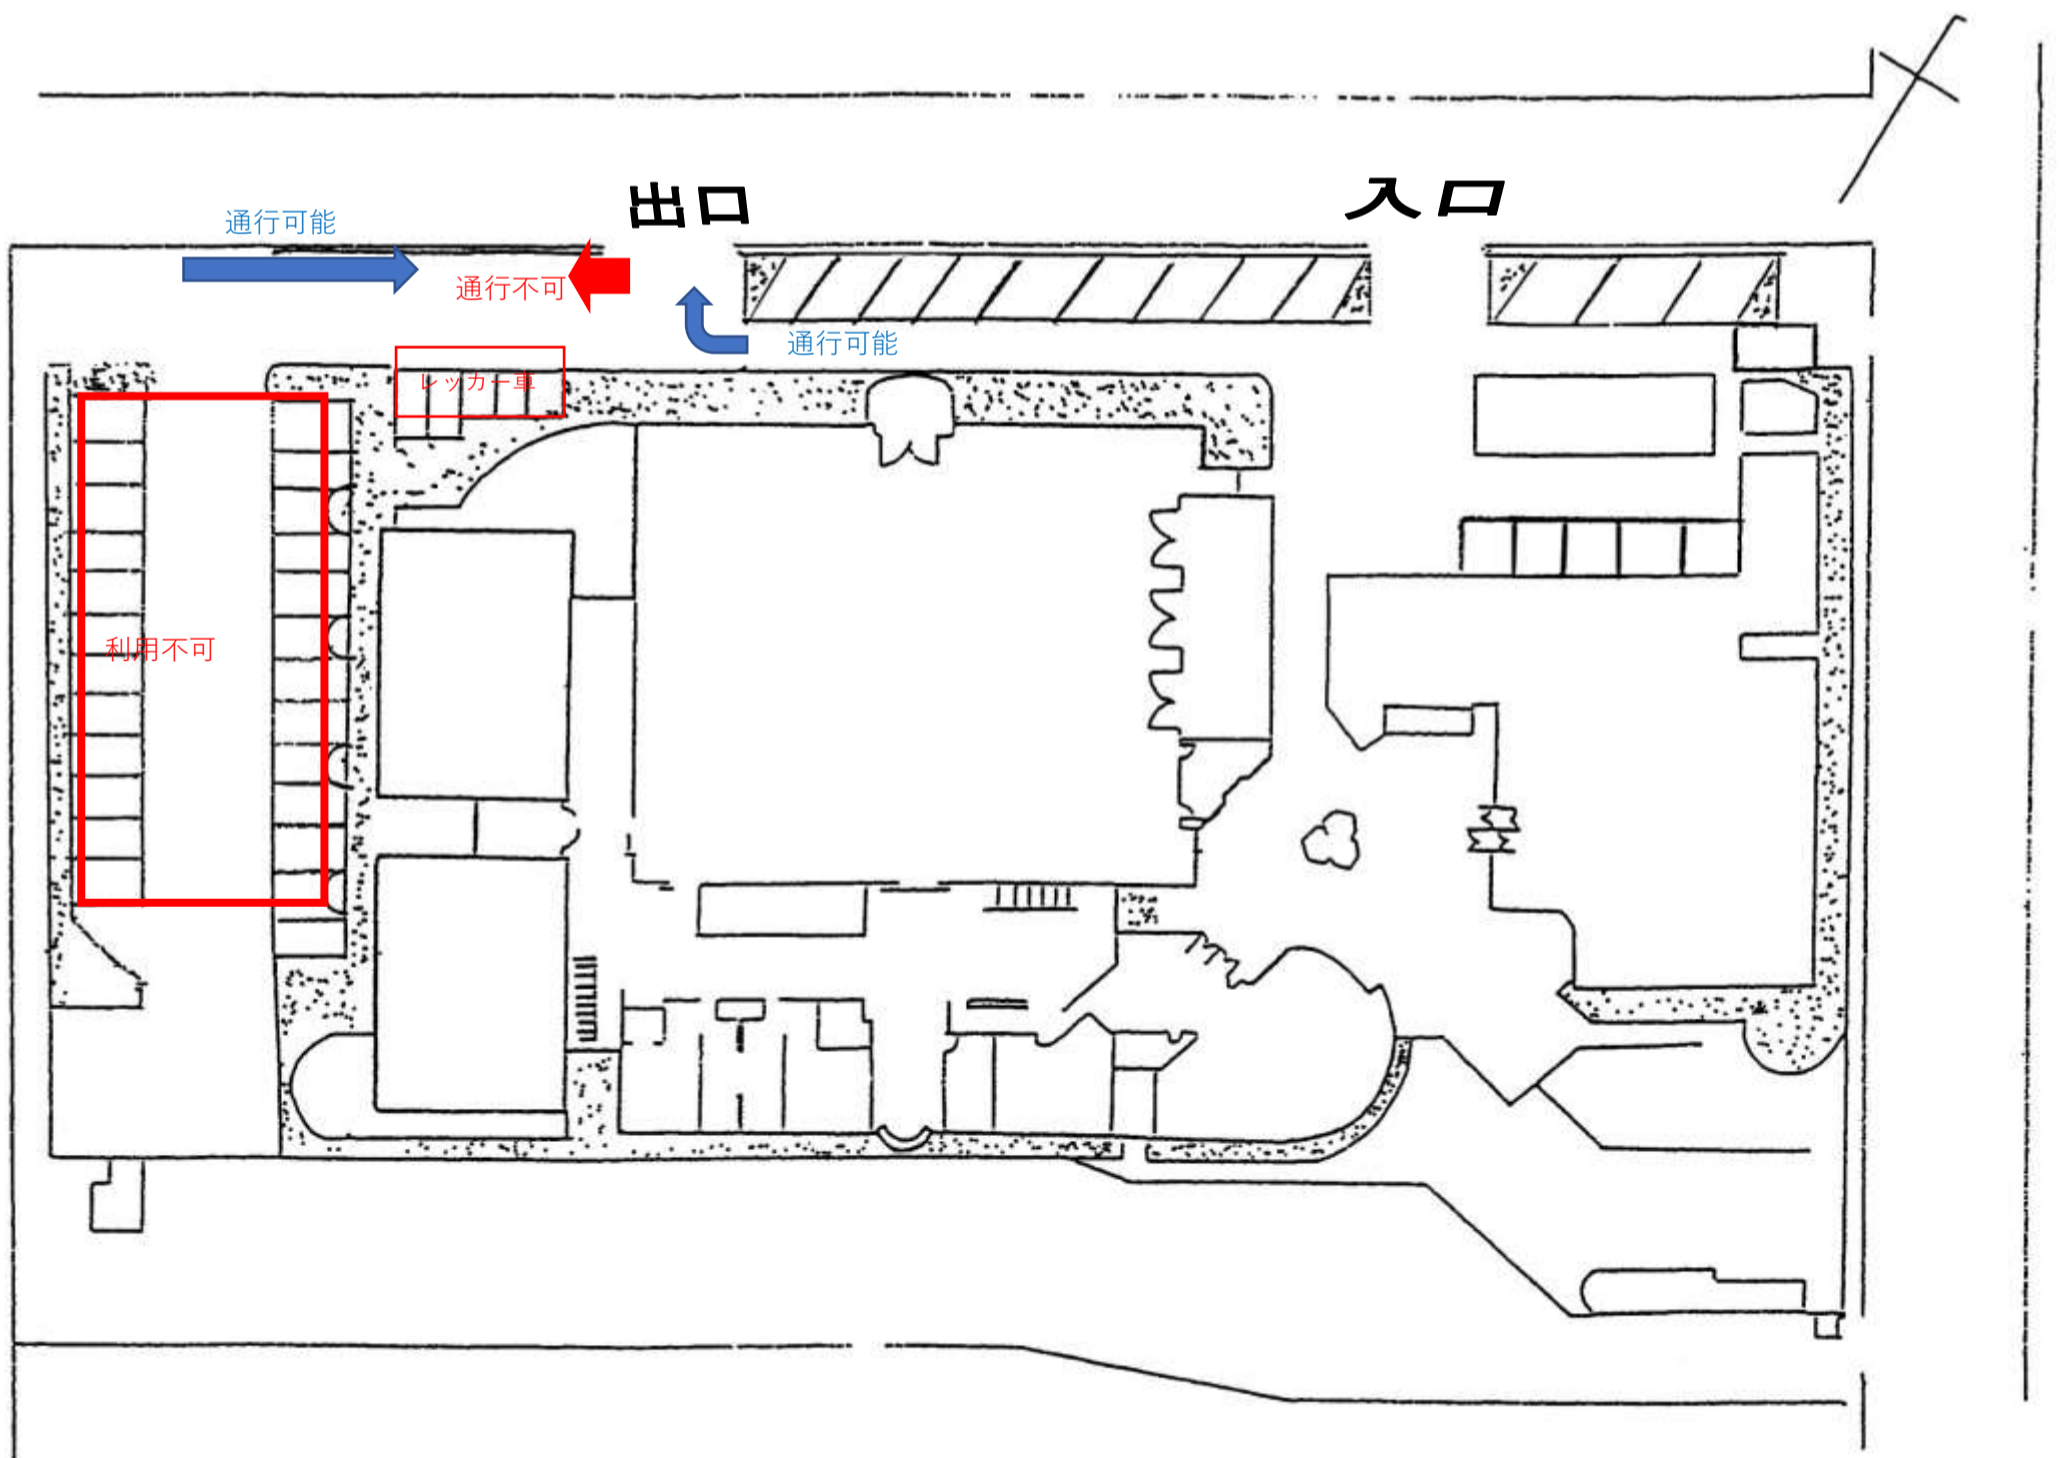 出口
入口
通行可能
通行不可
通行可能
レッカー車
利用不可